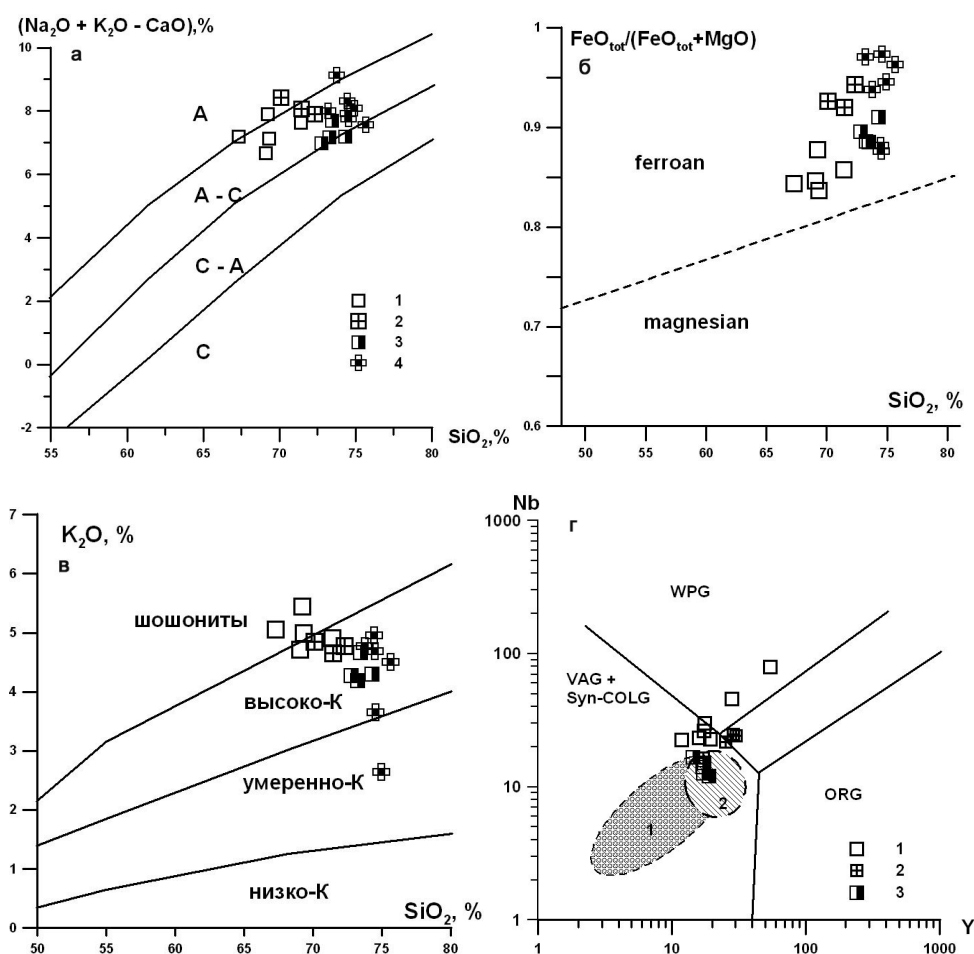 (Na₂O + K₂O - CaO),%
а
10
8
6
4
2
0
-2
A
A - C
C - A
C
1
2
3
4
55
60
65
70
75
80
SiO₂,%
FeOtot/(FeOtot+MgO)
б
1
0.9
0.8
0.7
0.6
ferroan
magnesian
SiO₂, %
50
55
60
65
70
75
80
K₂O, %
в
7
6
5
4
3
2
1
0
шошониты
высоко-К
умеренно-К
низко-К
SiO₂, %
50
55
60
65
70
75
80
Nb
г
1000
100
10
1
WPG
VAG +
Syn-COLG
ORG
1
2
1
2
3
1
10
100
1000
Y